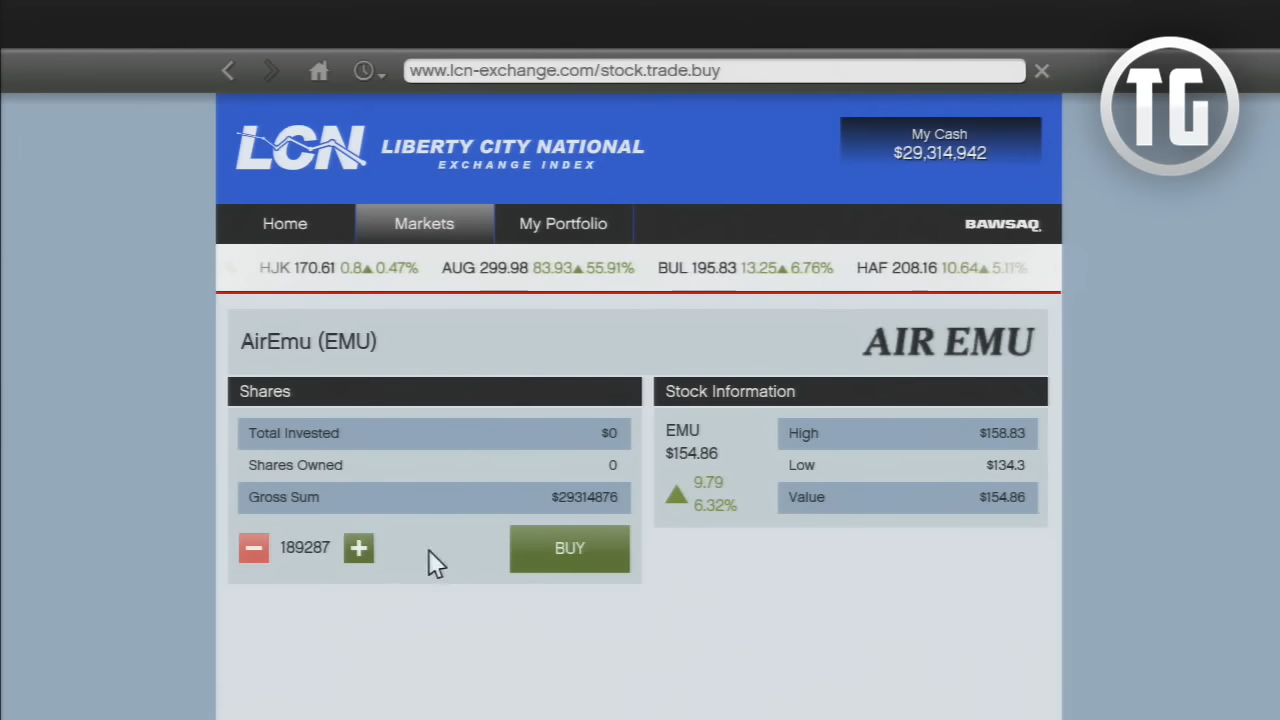 www.lcn-exchange.com/stock.trade.buy
TG
LCN LIBERTY CITY NATIONAL
EXCHANGE INDEX
My Cash
$29,314,942
Home Markets My Portfolio BAWSAQ
HJK 170.61 0.8▲0.47% AUG 299.98 83.93▲55.91% BUL 195.83 13.25▲6.76% HAF 208.16 10.64▲5.11%
AirEmu (EMU) AIR EMU
Shares
Total Invested $0
Shares Owned 0
Gross Sum $29314876
189287 BUY
Stock Information
EMU
$154.86
9.79
6.32%
High $158.83
Low $134.3
Value $154.86